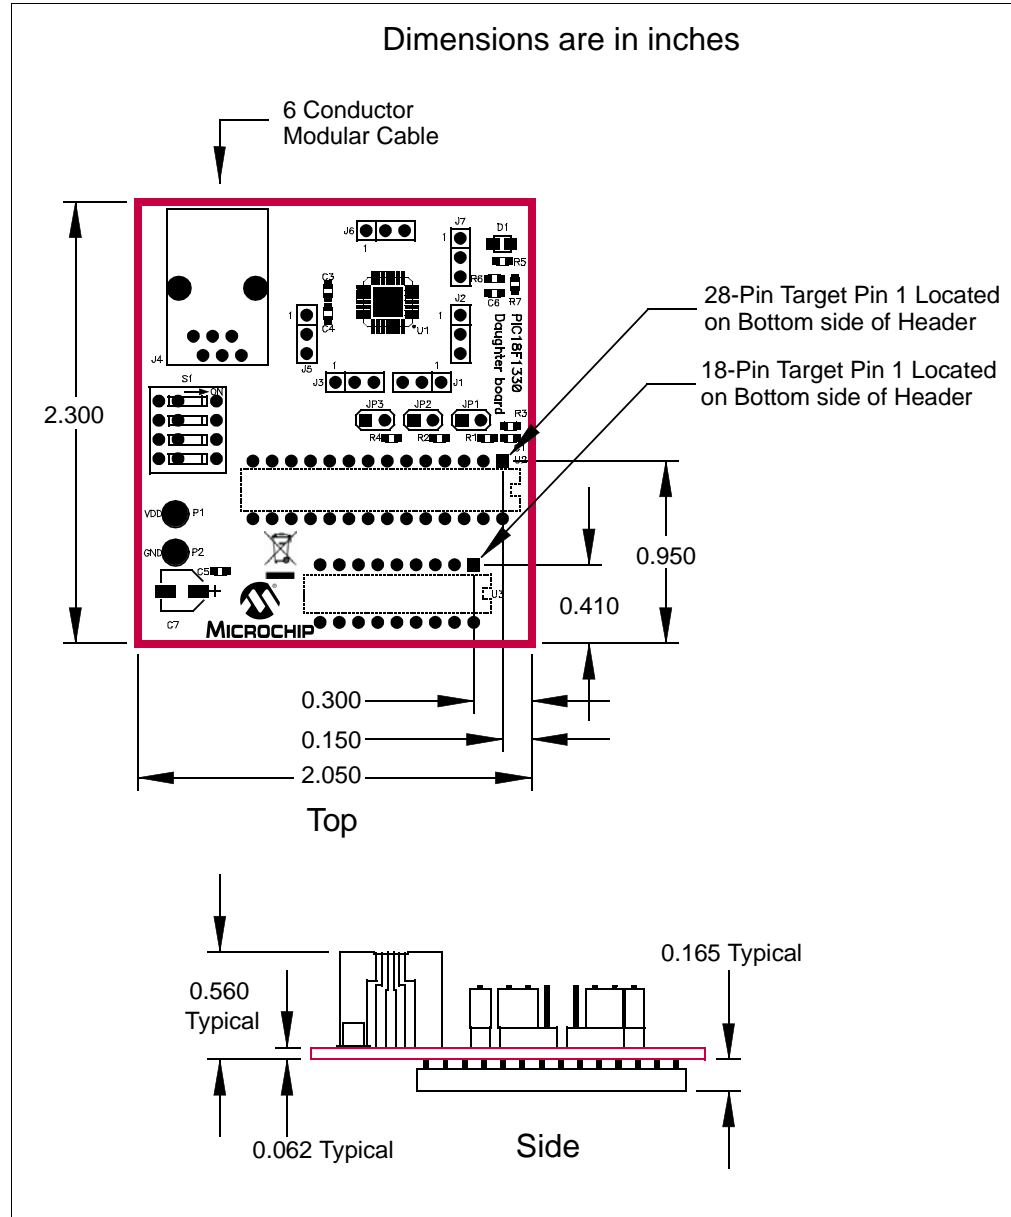 Dimensions are in inches
6 Conductor
Modular Cable
J6
1
J7
1
D1
R5
R6
C6
R7
C3
C4
U1
J2
1
1
J5
J4
PIC18F1330
Daughter board
28-Pin Target Pin 1 Located
on Bottom side of Header
18-Pin Target Pin 1 Located
on Bottom side of Header
S1
ON
1
J3
1
J1
JP3
JP2
JP1
R4
R2
R1
R3
U2
2.300
VDD
P1
GND
P2
C5
C7
MICROCHIP
U3
0.950
0.410
0.300
0.150
2.050
Top
0.560
Typical
0.165 Typical
0.062 Typical
Side